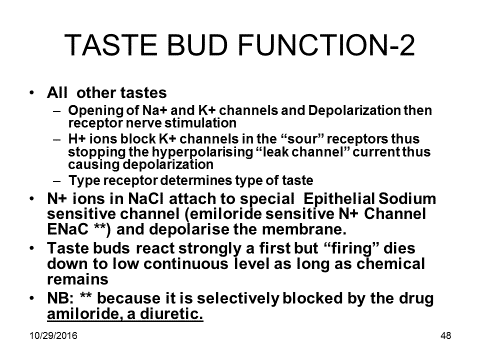 TASTE BUD FUNCTION-2
• All other tastes
– Opening of Na+ and K+ channels and Depolarization then
receptor nerve stimulation
– H+ ions block K+ channels in the “sour” receptors thus
stopping the hyperpolarising “leak channel” current thus
causing depolarization
– Type receptor determines type of taste
• N+ ions in NaCl attach to special Epithelial Sodium
sensitive channel (emiloride sensitive N+ Channel
ENaC **) and depolarise the membrane.
• Taste buds react strongly a first but “firing” dies
down to low continuous level as long as chemical
remains
• NB: ** because it is selectively blocked by the drug
amiloride, a diuretic.
10/29/2016 48